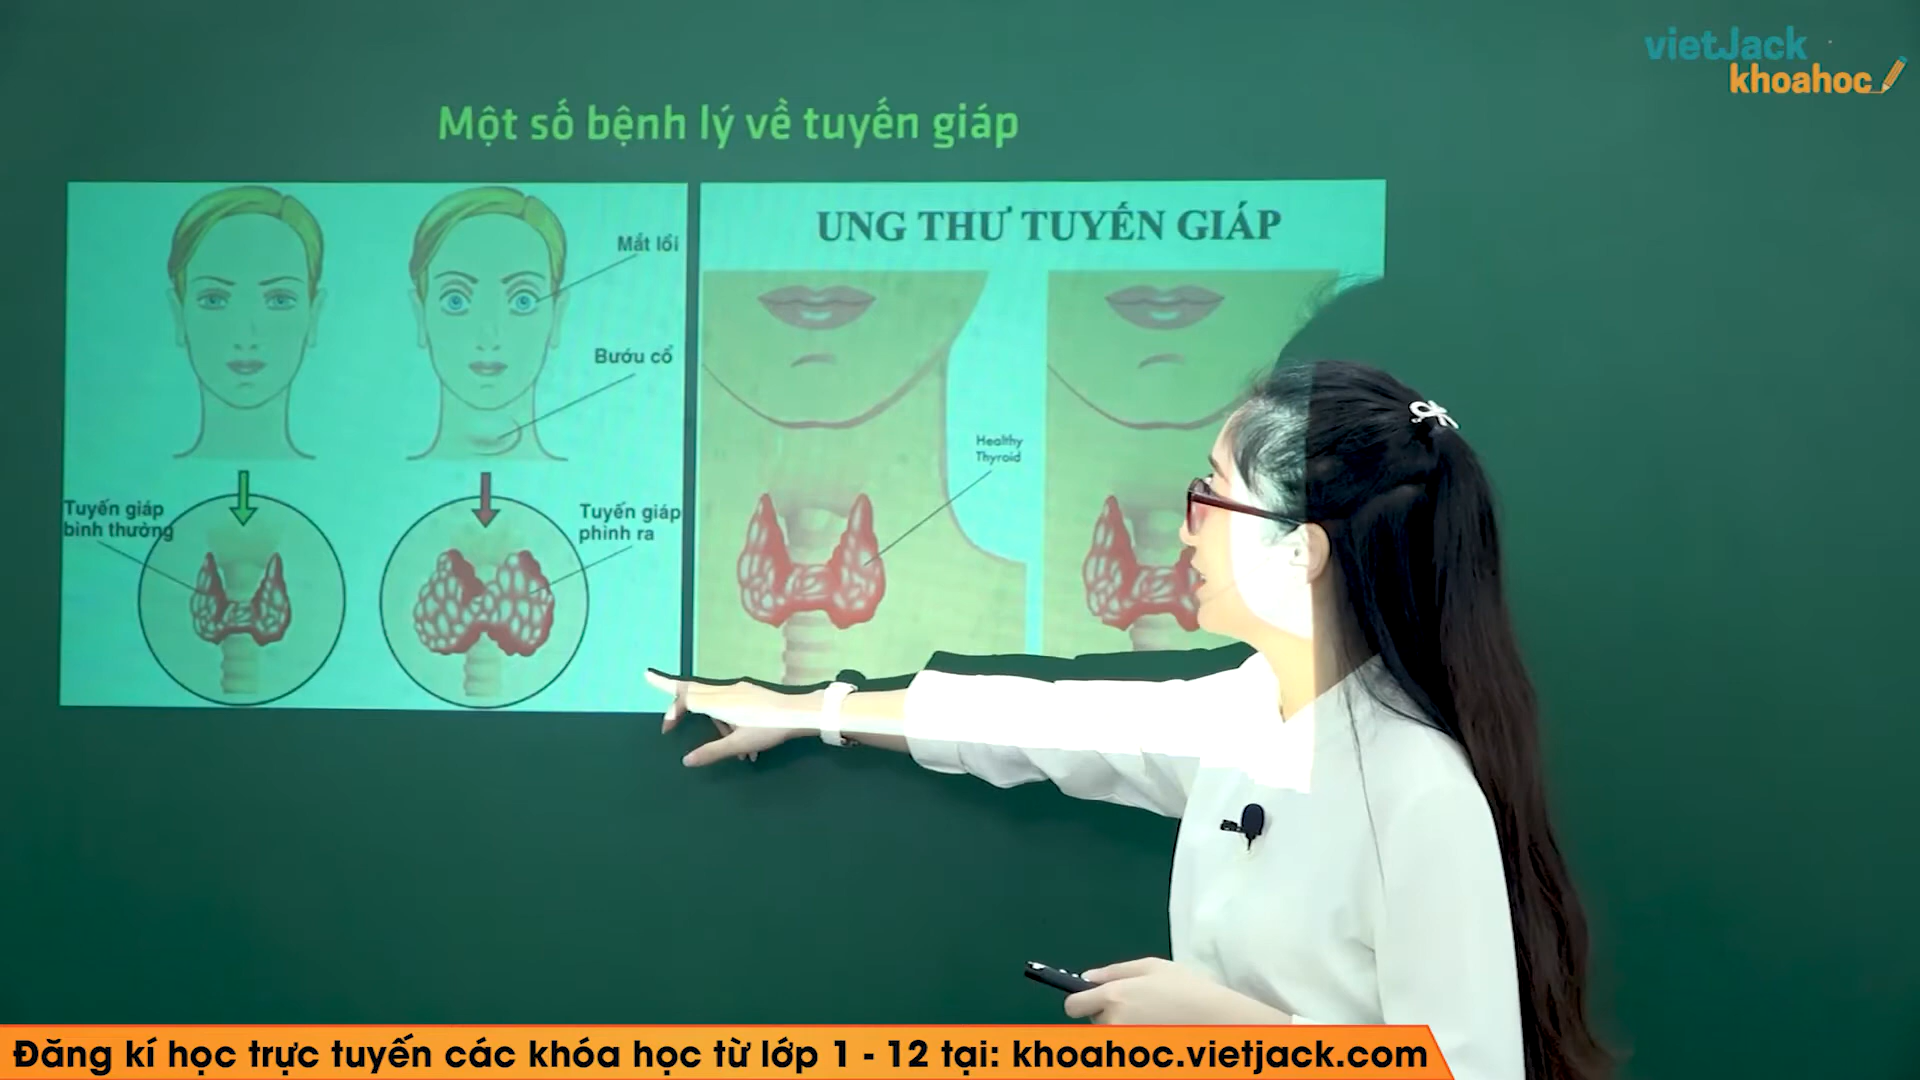 vietJack
khoahoc
Một số bệnh lý về tuyến giáp
Mắt lồi
Bướu cổ
Tuyến giáp
bình thường
Tuyến giáp
phình ra
UNG THƯ TUYẾN GIÁP
Healthy
Thyroid
Đăng kí học trực tuyến các khóa học từ lớp 1 - 12 tại: khoahoc.vietjack.com